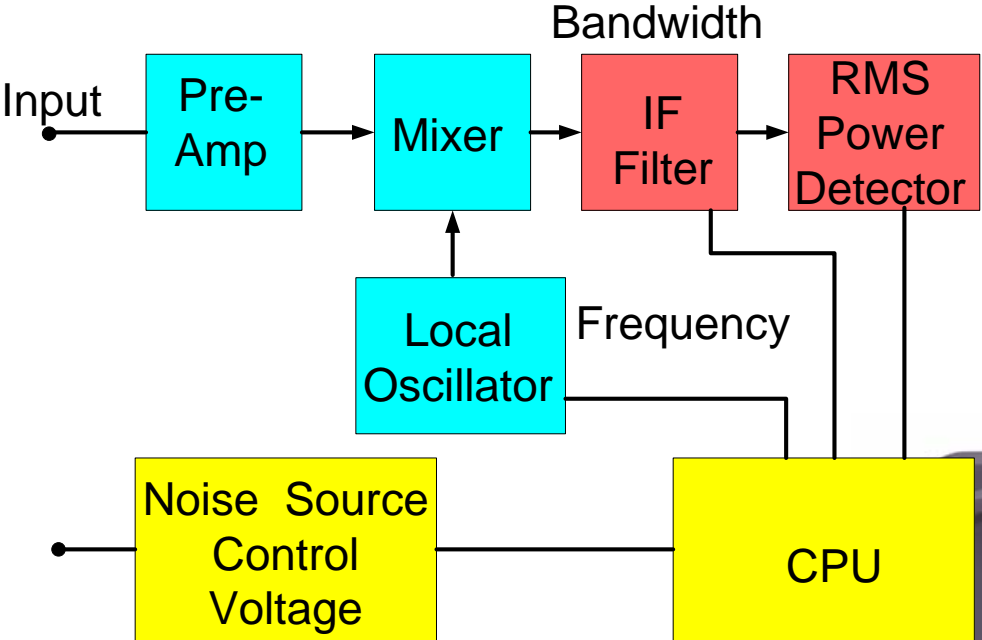 Bandwidth
Input
Pre-
Amp
Mixer
IF
Filter
RMS
Power
Detector
Local
Oscillator
Frequency
Noise Source
Control
Voltage
CPU